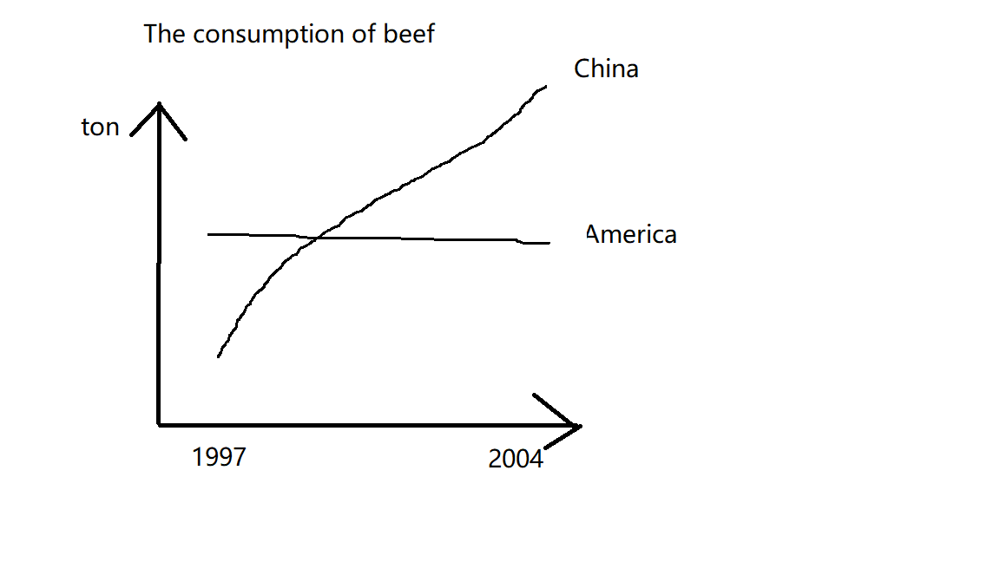 The consumption of beef
China
ton
America
1997
2004